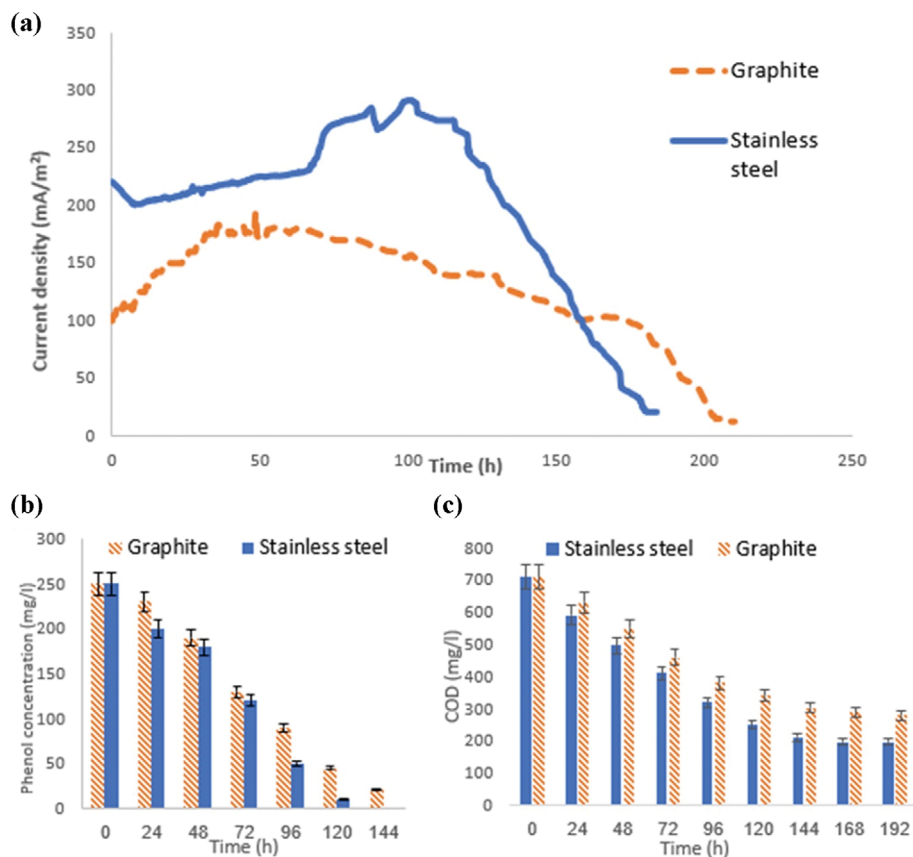 (a)
350
300
250
200
150
100
50
0
Current density (mA/m²)
Graphite
Stainless
steel
0 50 100 150 200 250
Time (h)
(b)
Graphite Stainless steel
300
250
200
150
100
50
0
Phenol concentration (mg/l)
0 24 48 72 96 120 144
Time (h)
(c)
Stainless steel Graphite
800
700
600
500
400
300
200
100
0
COD (mg/l)
0 24 48 72 96 120 144 168 192
Time (h)